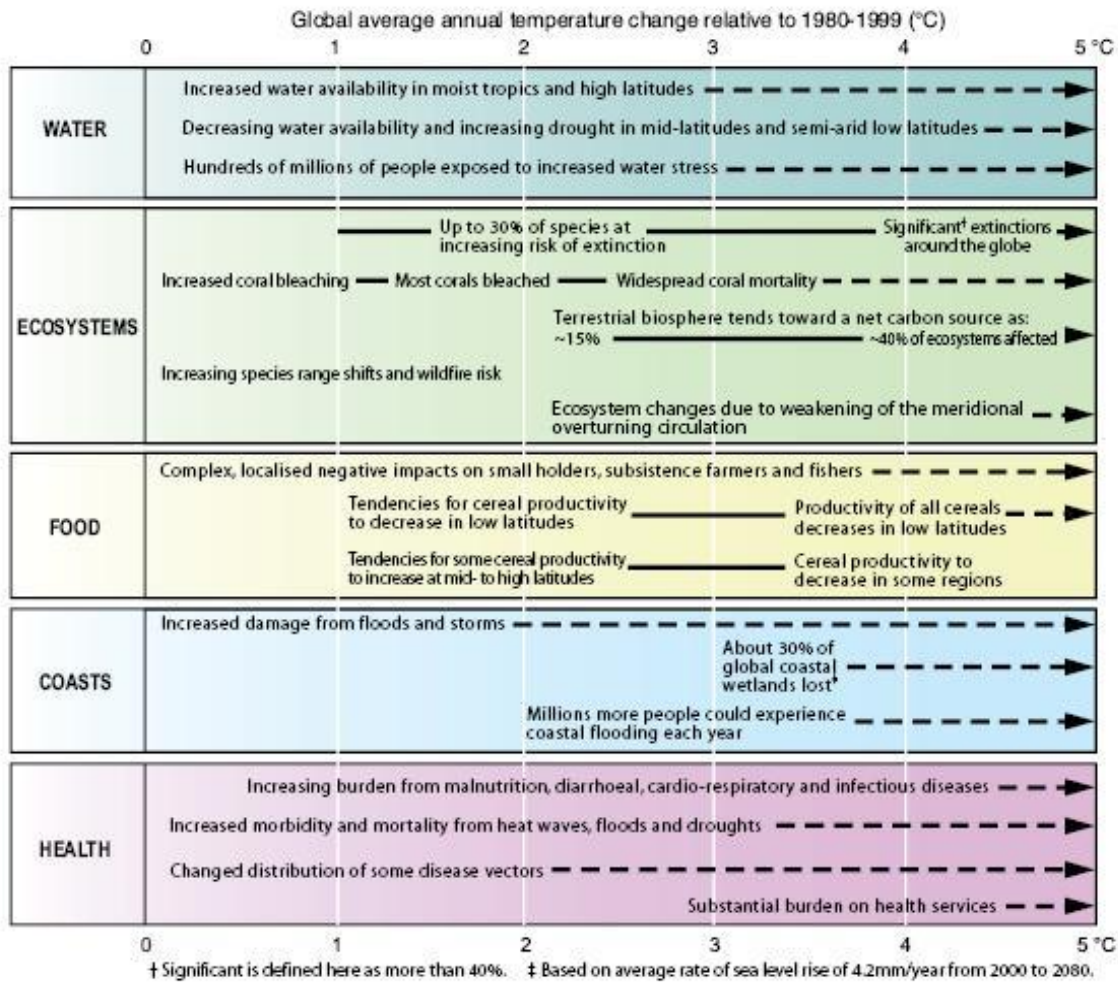 Global average annual temperature change relative to 1980-1999 (°C)
0 1 2 3 4 5 °C
WATER
Increased water availability in moist tropics and high latitudes
Decreasing water availability and increasing drought in mid-latitudes and semi-arid low latitudes
Hundreds of millions of people exposed to increased water stress
ECOSYSTEMS
Up to 30% of species at
increasing risk of extinction
Significant† extinctions
around the globe
Increased coral bleaching Most corals bleached Widespread coral mortality
Terrestrial biosphere tends toward a net carbon source as:
~15% ~40% of ecosystems affected
Increasing species range shifts and wildfire risk
Ecosystem changes due to weakening of the meridional
overturning circulation
FOOD
Complex, localised negative impacts on small holders, subsistence farmers and fishers
Tendencies for cereal productivity
to decrease in low latitudes
Productivity of all cereals
decreases in low latitudes
Tendencies for some cereal productivity
to increase at mid- to high latitudes
Cereal productivity to
decrease in some regions
COASTS
Increased damage from floods and storms
About 30% of
global coastal
wetlands lost‡
Millions more people could experience
coastal flooding each year
HEALTH
Increasing burden from malnutrition, diarrhoeal, cardio-respiratory and infectious diseases
Increased morbidity and mortality from heat waves, floods and droughts
Changed distribution of some disease vectors
Substantial burden on health services
0 1 2 3 4 5 °C
† Significant is defined here as more than 40%. ‡ Based on average rate of sea level rise of 4.2mm/year from 2000 to 2080.